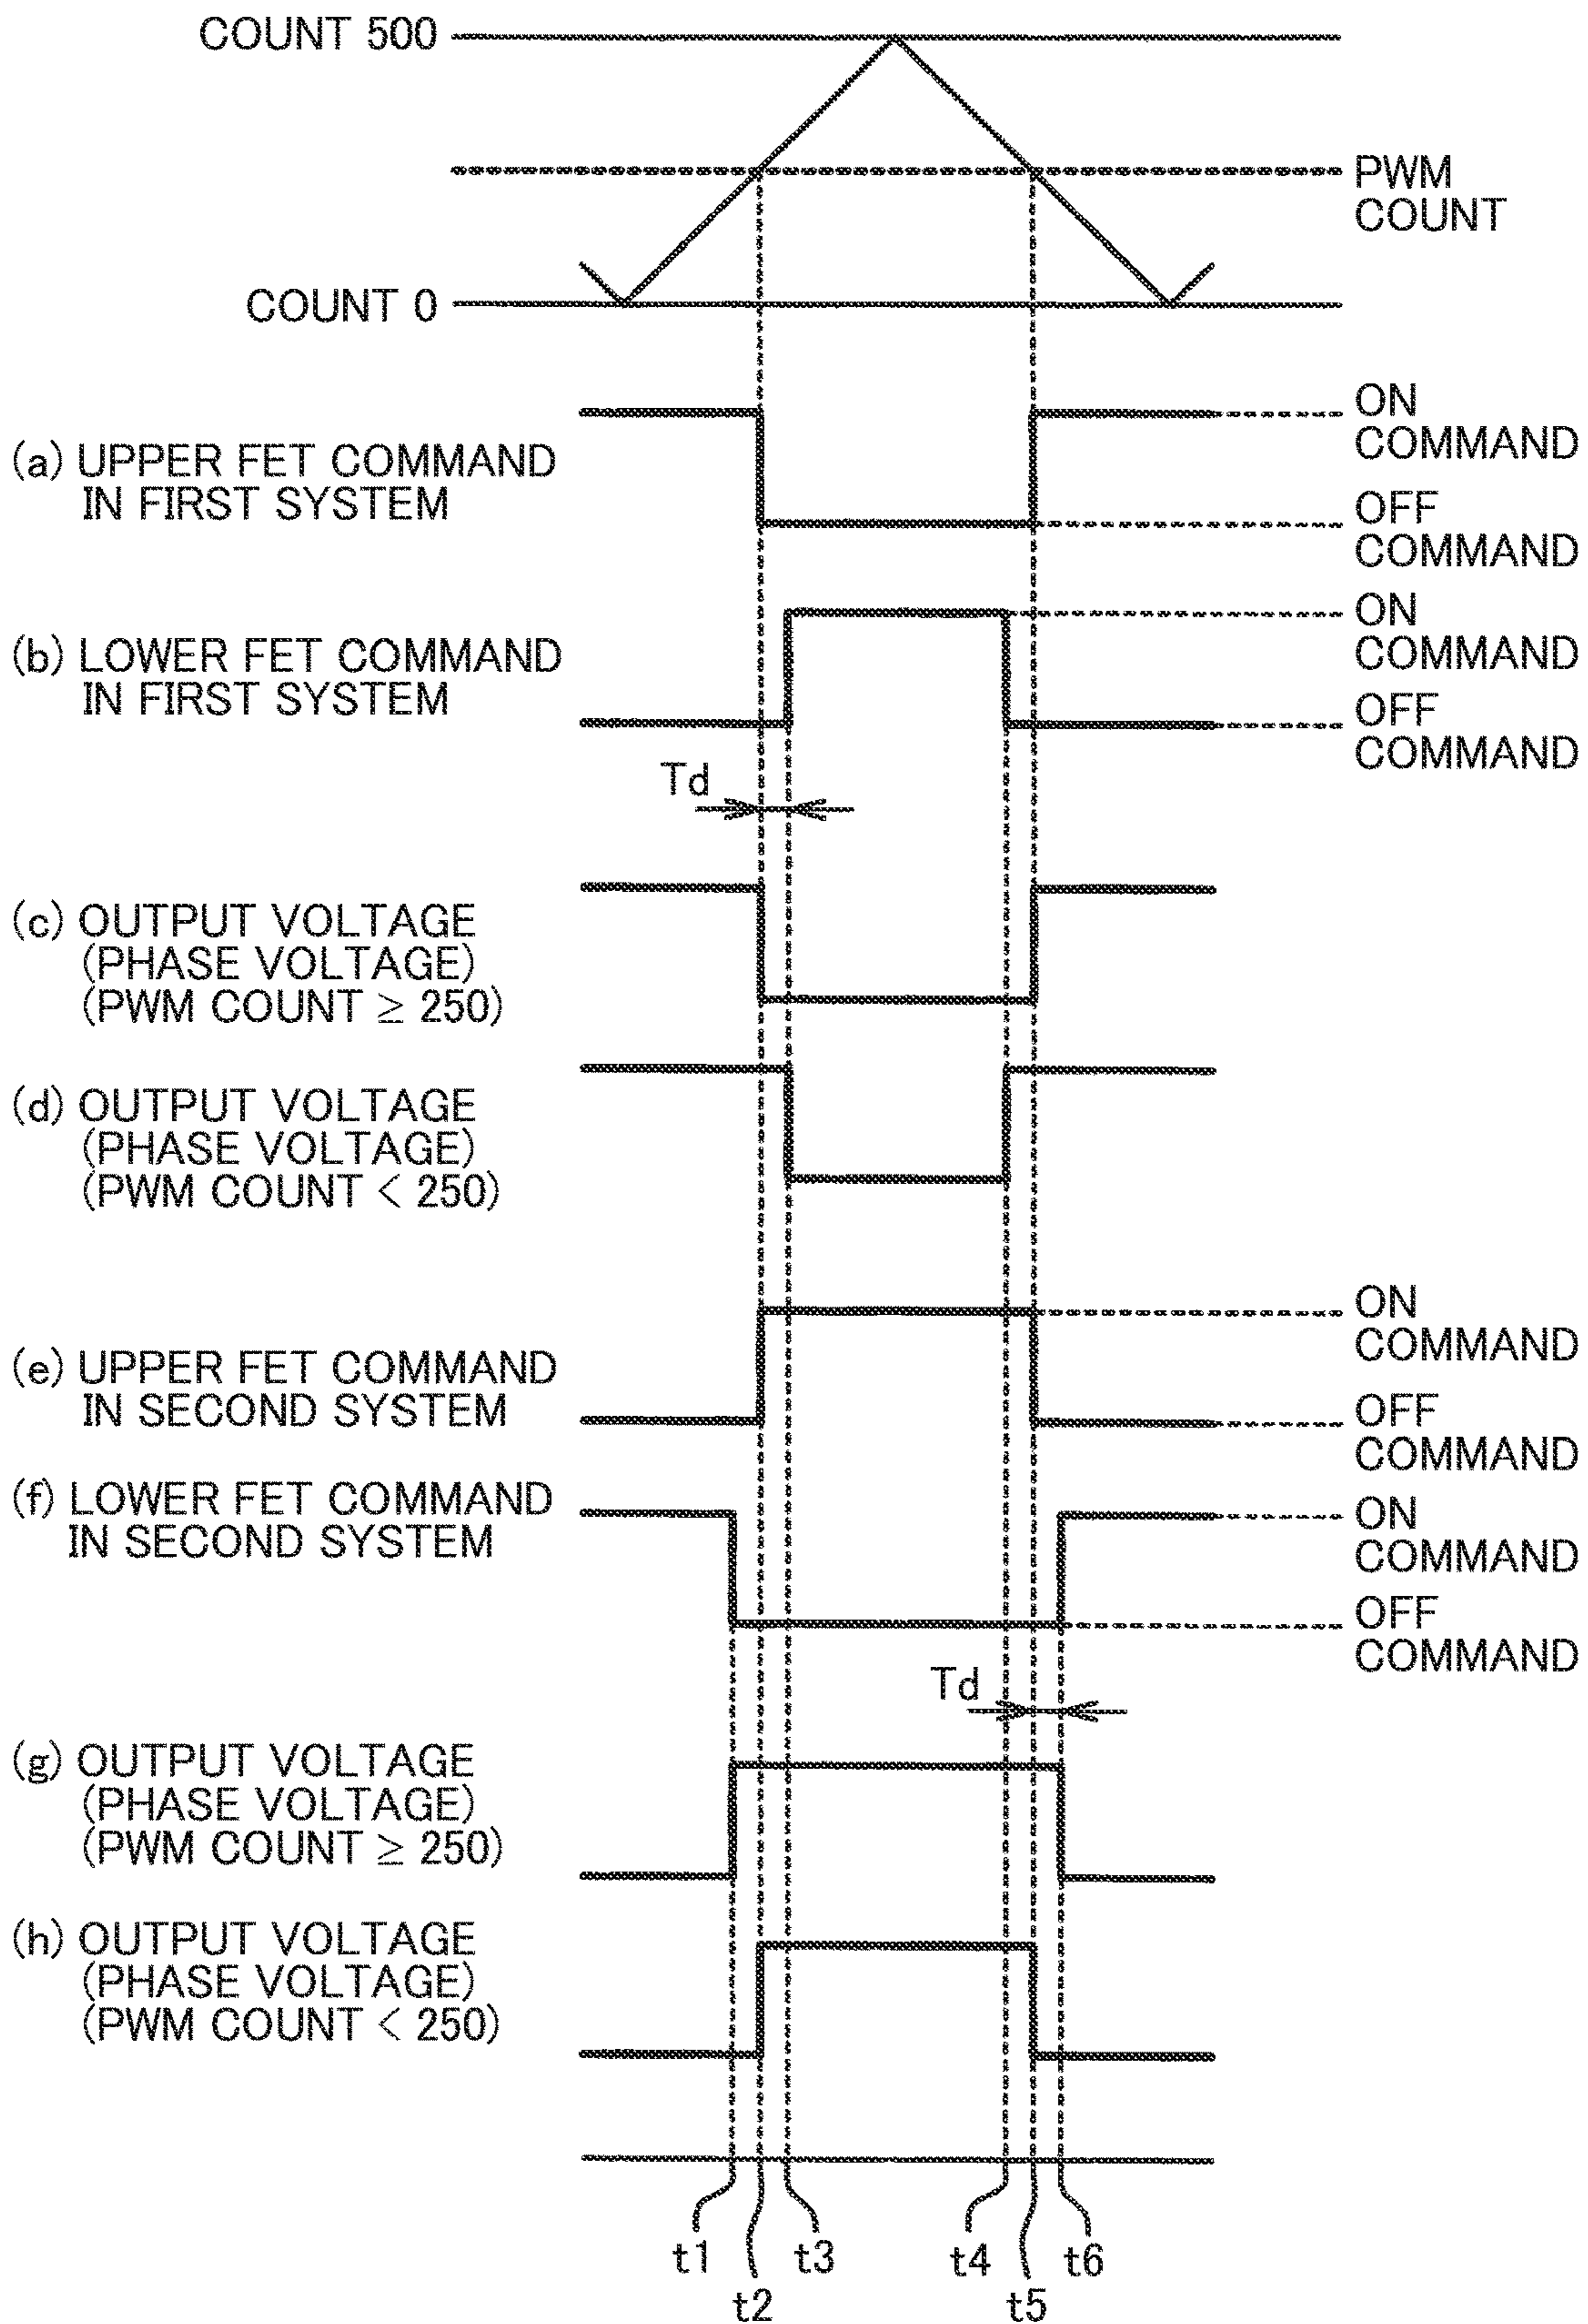 COUNT 500
PWM
COUNT
COUNT 0
(a) UPPER FET COMMAND
IN FIRST SYSTEM
ON
COMMAND
OFF
COMMAND
(b) LOWER FET COMMAND
IN FIRST SYSTEM
ON
COMMAND
OFF
COMMAND
Td
(c) OUTPUT VOLTAGE
(PHASE VOLTAGE)
(PWM COUNT ≥ 250)
(d) OUTPUT VOLTAGE
(PHASE VOLTAGE)
(PWM COUNT < 250)
(e) UPPER FET COMMAND
IN SECOND SYSTEM
ON
COMMAND
OFF
COMMAND
(f) LOWER FET COMMAND
IN SECOND SYSTEM
ON
COMMAND
OFF
COMMAND
Td
(g) OUTPUT VOLTAGE
(PHASE VOLTAGE)
(PWM COUNT ≥ 250)
(h) OUTPUT VOLTAGE
(PHASE VOLTAGE)
(PWM COUNT < 250)
t1
t2
t3
t4
t5
t6